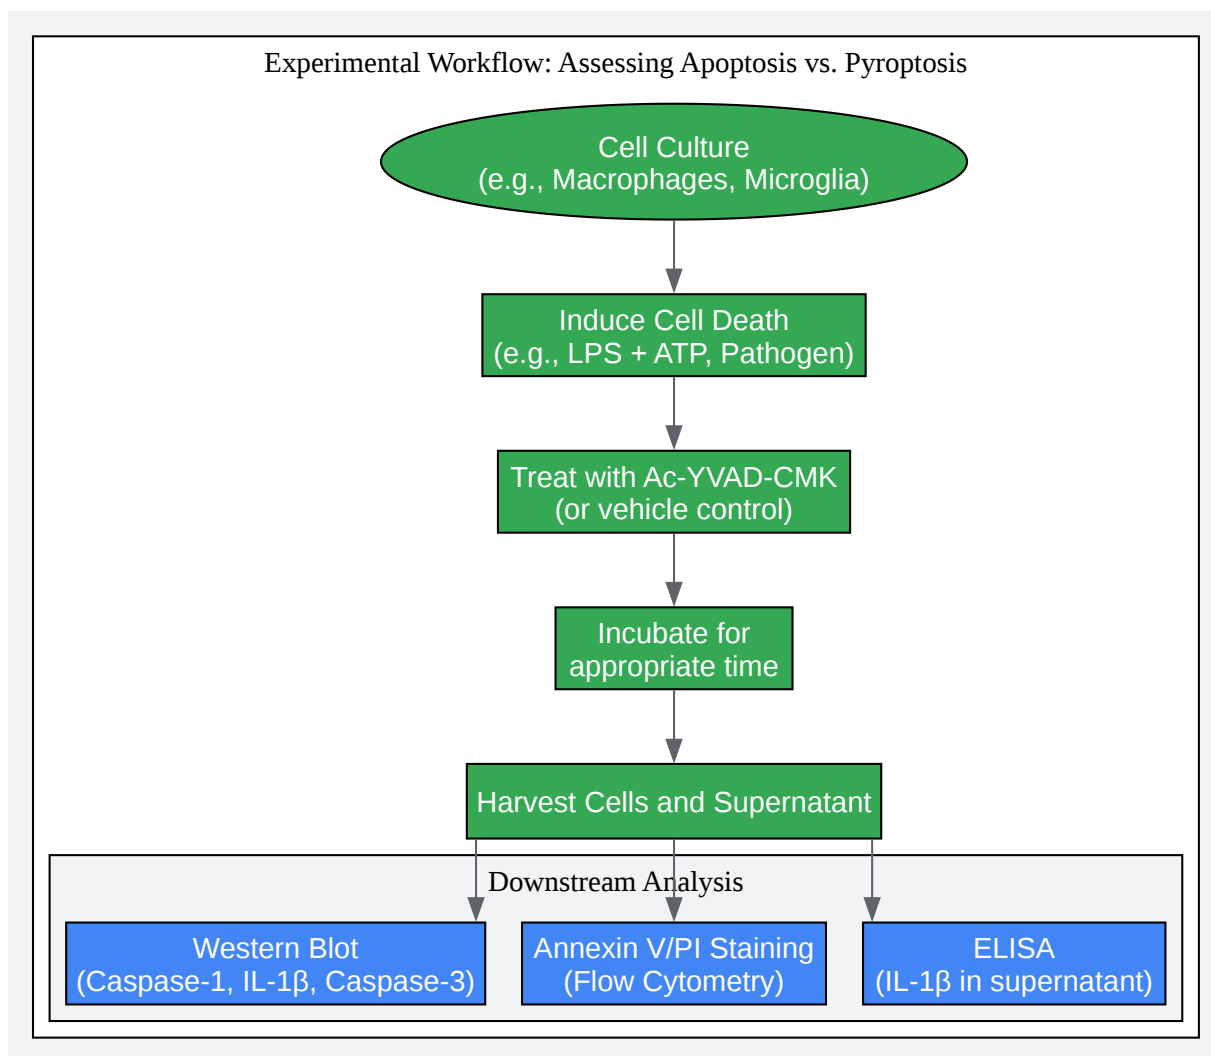 Experimental Workflow: Assessing Apoptosis vs. Pyroptosis
Cell Culture
(e.g., Macrophages, Microglia)
Induce Cell Death
(e.g., LPS + ATP, Pathogen)
Treat with Ac-YVAD-CMK
(or vehicle control)
Incubate for
appropriate time
Harvest Cells and Supernatant
Downstream Analysis
Western Blot
(Caspase-1, IL-1β, Caspase-3)
Annexin V/PI Staining
(Flow Cytometry)
ELISA
(IL-1β in supernatant)